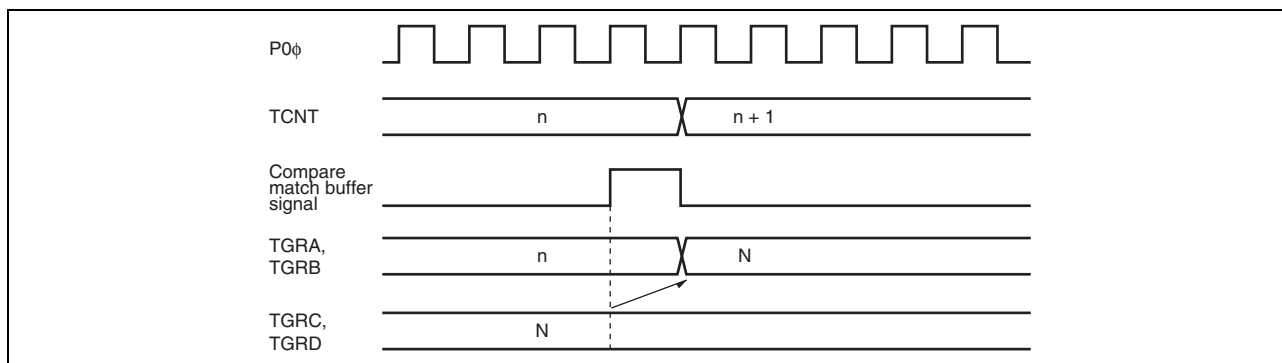 P0ϕ
TCNT
n
n + 1
Compare
match buffer
signal
TGRA,
TGRB
n
N
TGRC,
TGRD
N